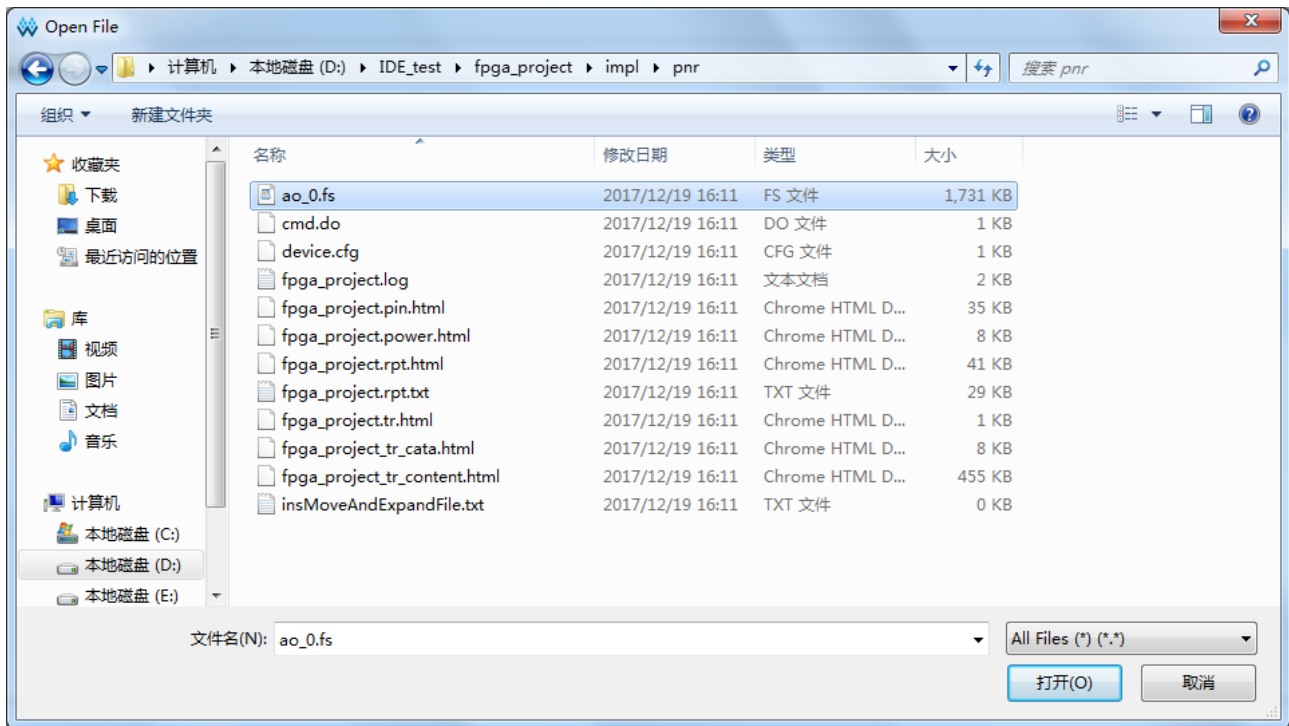 Open File
计算机 ▸ 本地磁盘 (D:) ▸ IDE_test ▸ fpga_project ▸ impl ▸ pnr
搜索 pnr
组织 新建文件夹
名称 修改日期 类型 大小
收藏夹
下载
桌面
最近访问的位置
库
视频
图片
文档
音乐
计算机
本地磁盘 (C:)
本地磁盘 (D:)
本地磁盘 (E:)
ao_0.fs 2017/12/19 16:11 FS 文件 1,731 KB
cmd.do 2017/12/19 16:11 DO 文件 1 KB
device.cfg 2017/12/19 16:11 CFG 文件 1 KB
fpga_project.log 2017/12/19 16:11 文本文档 2 KB
fpga_project.pin.html 2017/12/19 16:11 Chrome HTML D... 35 KB
fpga_project.power.html 2017/12/19 16:11 Chrome HTML D... 8 KB
fpga_project.rpt.html 2017/12/19 16:11 Chrome HTML D... 41 KB
fpga_project.rpt.txt 2017/12/19 16:11 TXT 文件 29 KB
fpga_project.tr.html 2017/12/19 16:11 Chrome HTML D... 1 KB
fpga_project_tr_cata.html 2017/12/19 16:11 Chrome HTML D... 8 KB
fpga_project_tr_content.html 2017/12/19 16:11 Chrome HTML D... 455 KB
insMoveAndExpandFile.txt 2017/12/19 16:11 TXT 文件 0 KB
文件名(N): ao_0.fs All Files (*) (*.*)
打开(O) 取消